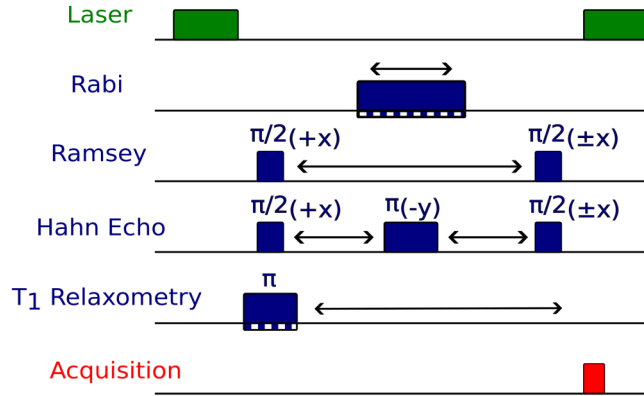 Laser
Rabi
Ramsey
π/2(+x) π/2(±x)
Hahn Echo
π/2(+x) π(-y) π/2(±x)
T1 Relaxometry
π
Acquisition